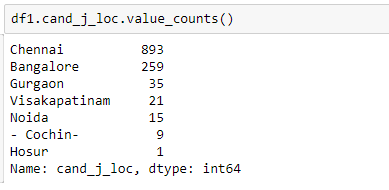 df1.cand_j_loc.value_counts()
Chennai 893
Bangalore 259
Gurgaon 35
Visakapatinam 21
Noida 15
- Cochin- 9
Hosur 1
Name: cand_j_loc, dtype: int64